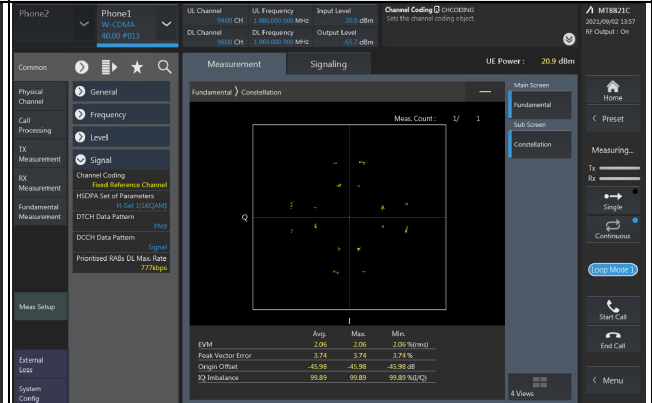 Phone2
Phone1
W-CDMA
40.00 #013
UL Channel
9400 CH
UL Frequency
1 880.000 000 MHz
Input Level
30.0 dBm
DL Channel
9800 CH
DL Frequency
1 960.000 000 MHz
Output Level
-65.7 dBm
Channel Coding CHCODING
Sets the channel coding object.
MT8821C
2021/09/02 13:57
RF Output : On
Common
Physical
Channel
Call
Processing
TX
Measurement
RX
Measurement
Fundamental
Measurement
Meas Setup
External
Loss
System
Config
General
Frequency
Level
Signal
Channel Coding
Fixed Reference Channel
HSDPA Set of Parameters
H-Set 1(16QAM)
DTCH Data Pattern
PN9
DCCH Data Pattern
Signal
Prioritised RABs DL Max. Rate
777kbps
Measurement
Signaling
UE Power : 20.9 dBm
Fundamental Constellation
Meas. Count : 1/ 1
Q
I
Avg. Max. Min.
EVM 2.06 2.06 2.06 %(rms)
Peak Vector Error 3.74 3.74 3.74 %
Origin Offset -45.98 -45.98 -45.98 dB
IQ Imbalance 99.89 99.89 99.89 %(I/Q)
Main Screen
Fundamental
Sub Screen
Constellation
4 Views
Home
Preset
Measuring...
Tx
Rx
Single
Continuous
Loop Mode 1
Start Call
End Call
Menu